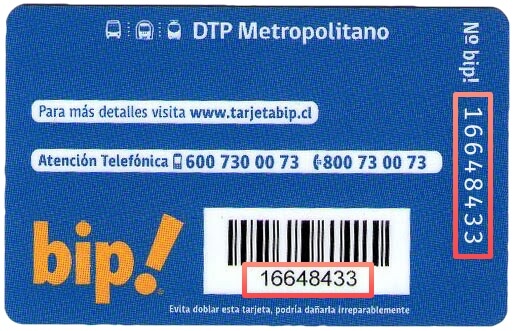 DTP Metropolitano
Nº bip!
16648433
Para más detalles visita www.tarjetabip.cl
Atención Telefónica 600 730 00 73 800 73 00 73
bip!
16648433
Evita doblar esta tarjeta, podría dañarla irreparablemente